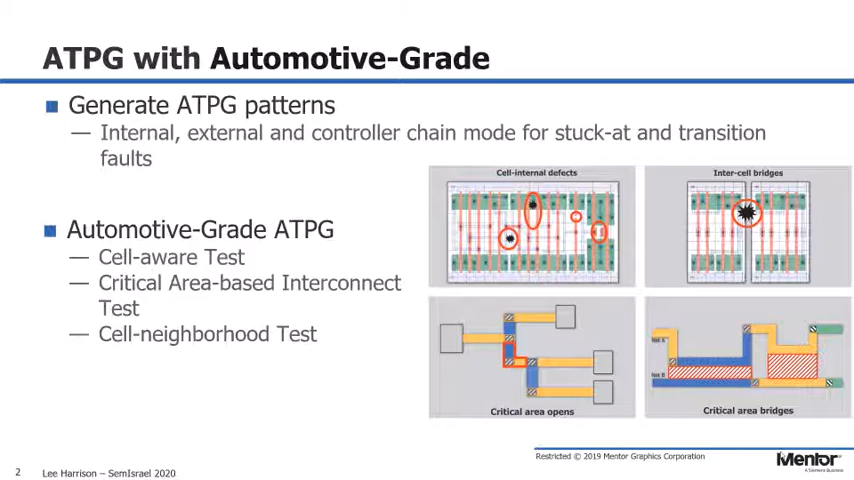 ATPG with Automotive-Grade
Generate ATPG patterns
— Internal, external and controller chain mode for stuck-at and transition
faults
Cell-internal defects
Inter-cell bridges
Automotive-Grade ATPG
— Cell-aware Test
— Critical Area-based Interconnect
Test
— Cell-neighborhood Test
Net A
Net B
Critical area opens
Critical area bridges
Restricted © 2019 Mentor Graphics Corporation
2
Lee Harrison – SemIsrael 2020
Mentor
A Siemens Business